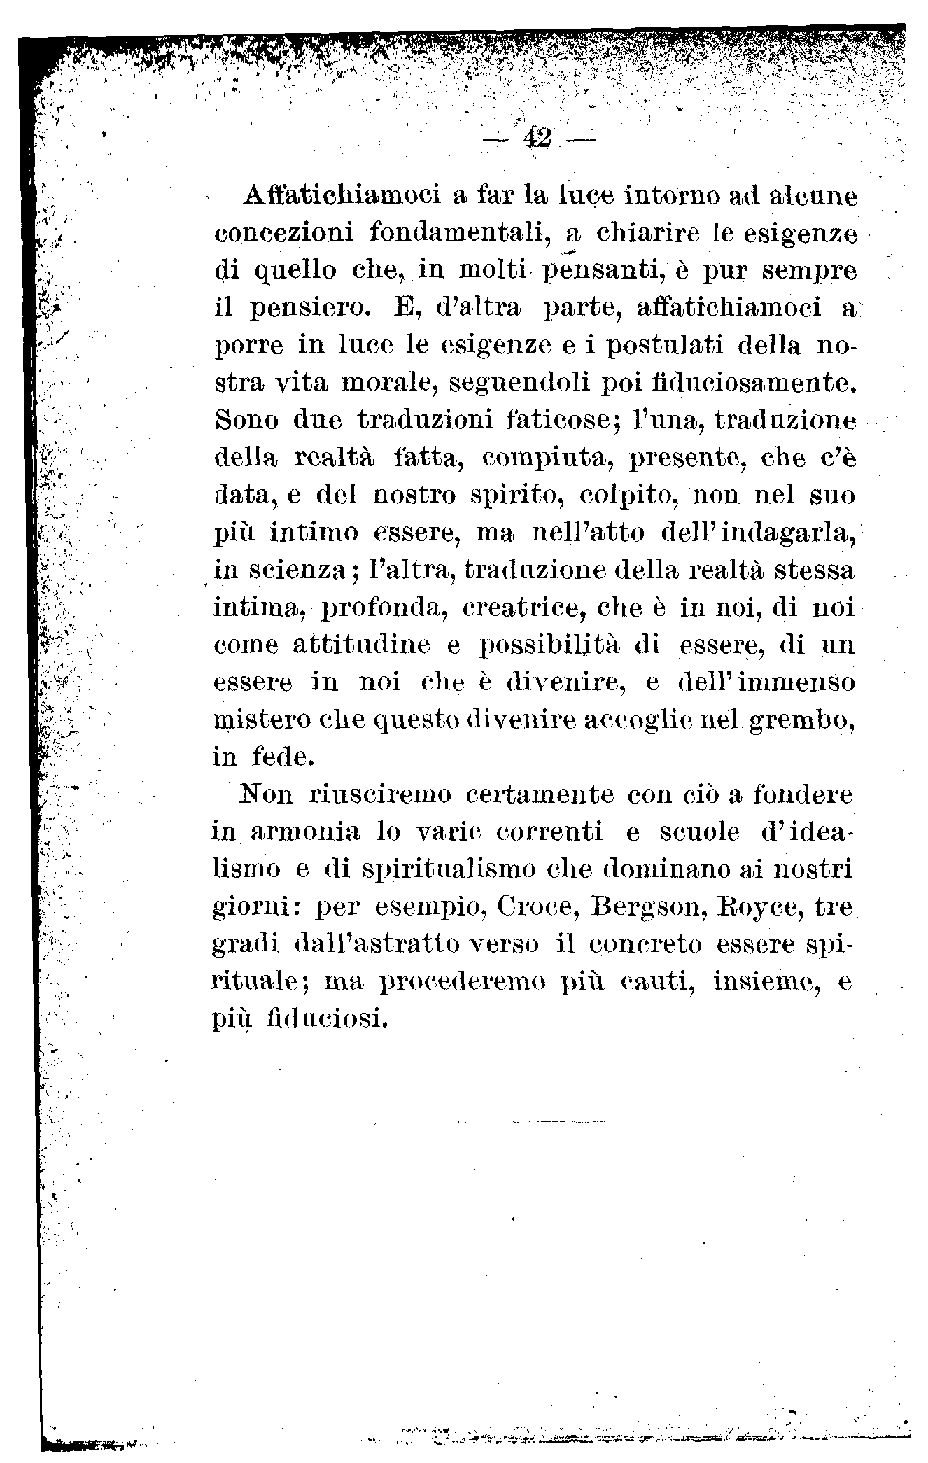 — 42 —
Affatichiamoci a far la luce intorno ad alcune
concezioni fondamentali, a chiarire le esigenze
di quello che, in molti pensanti, è pur sempre
il pensiero. E, d'altra parte, affatichiamoci a
porre in luce le esigenze e i postulati della no-
stra vita morale, seguendoli poi fiduciosamente.
Sono due traduzioni faticose; l'una, traduzione
della realtà fatta, compiuta, presente, che c'è
data, e del nostro spirito, colpito, non nel suo
più intimo essere, ma nell'atto dell'indagarla,
in scienza; l'altra, traduzione della realtà stessa
intima, profonda, creatrice, che è in noi, di noi
come attitudine e possibilità di essere, di un
essere in noi che è divenire, e dell'immenso
mistero che questo divenire accoglie nel grembo,
in fede.
Non riusciremo certamente con ciò a fondere
in armonia lo varie correnti e scuole d'idea-
lismo e di spiritualismo che dominano ai nostri
giorni: per esempio, Croce, Bergson, Royce, tre
gradi dall'astratto verso il concreto essere spi-
rituale; ma procederemo più cauti, insieme, e
più fiduciosi.